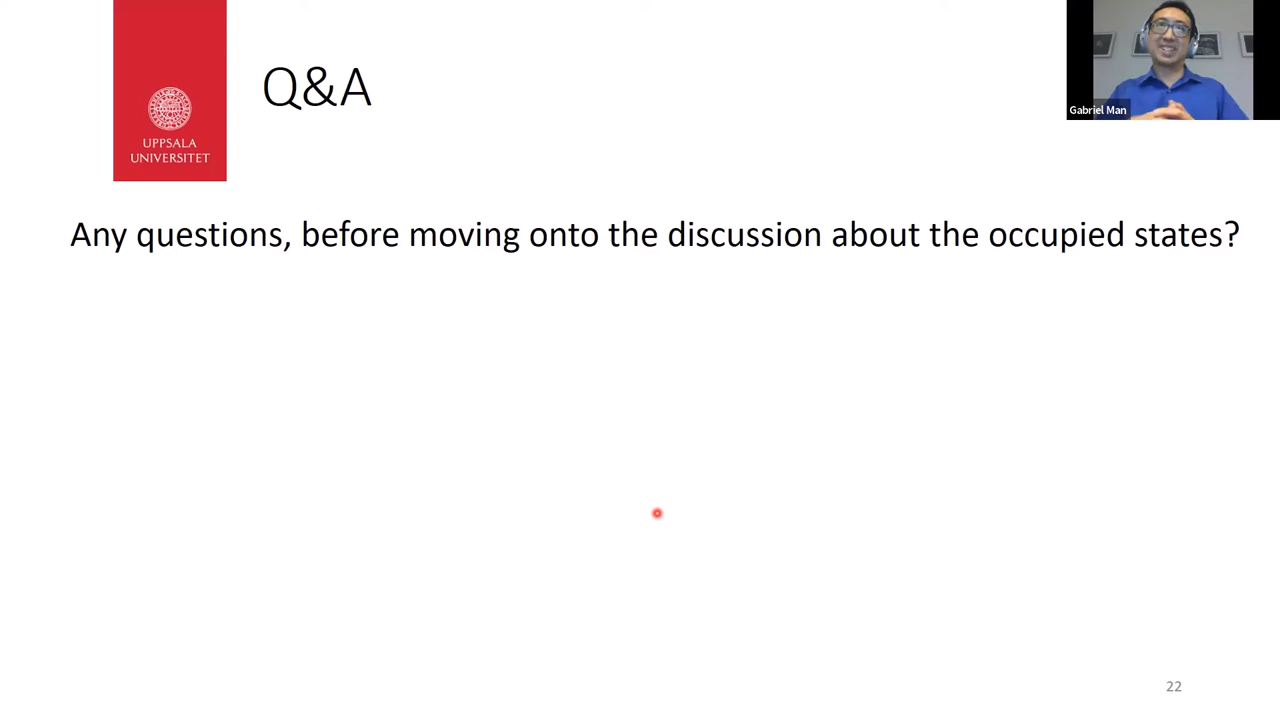 Q&A
Gabriel Man
UPPSALA
UNIVERSITET
Any questions, before moving onto the discussion about the occupied states?
22